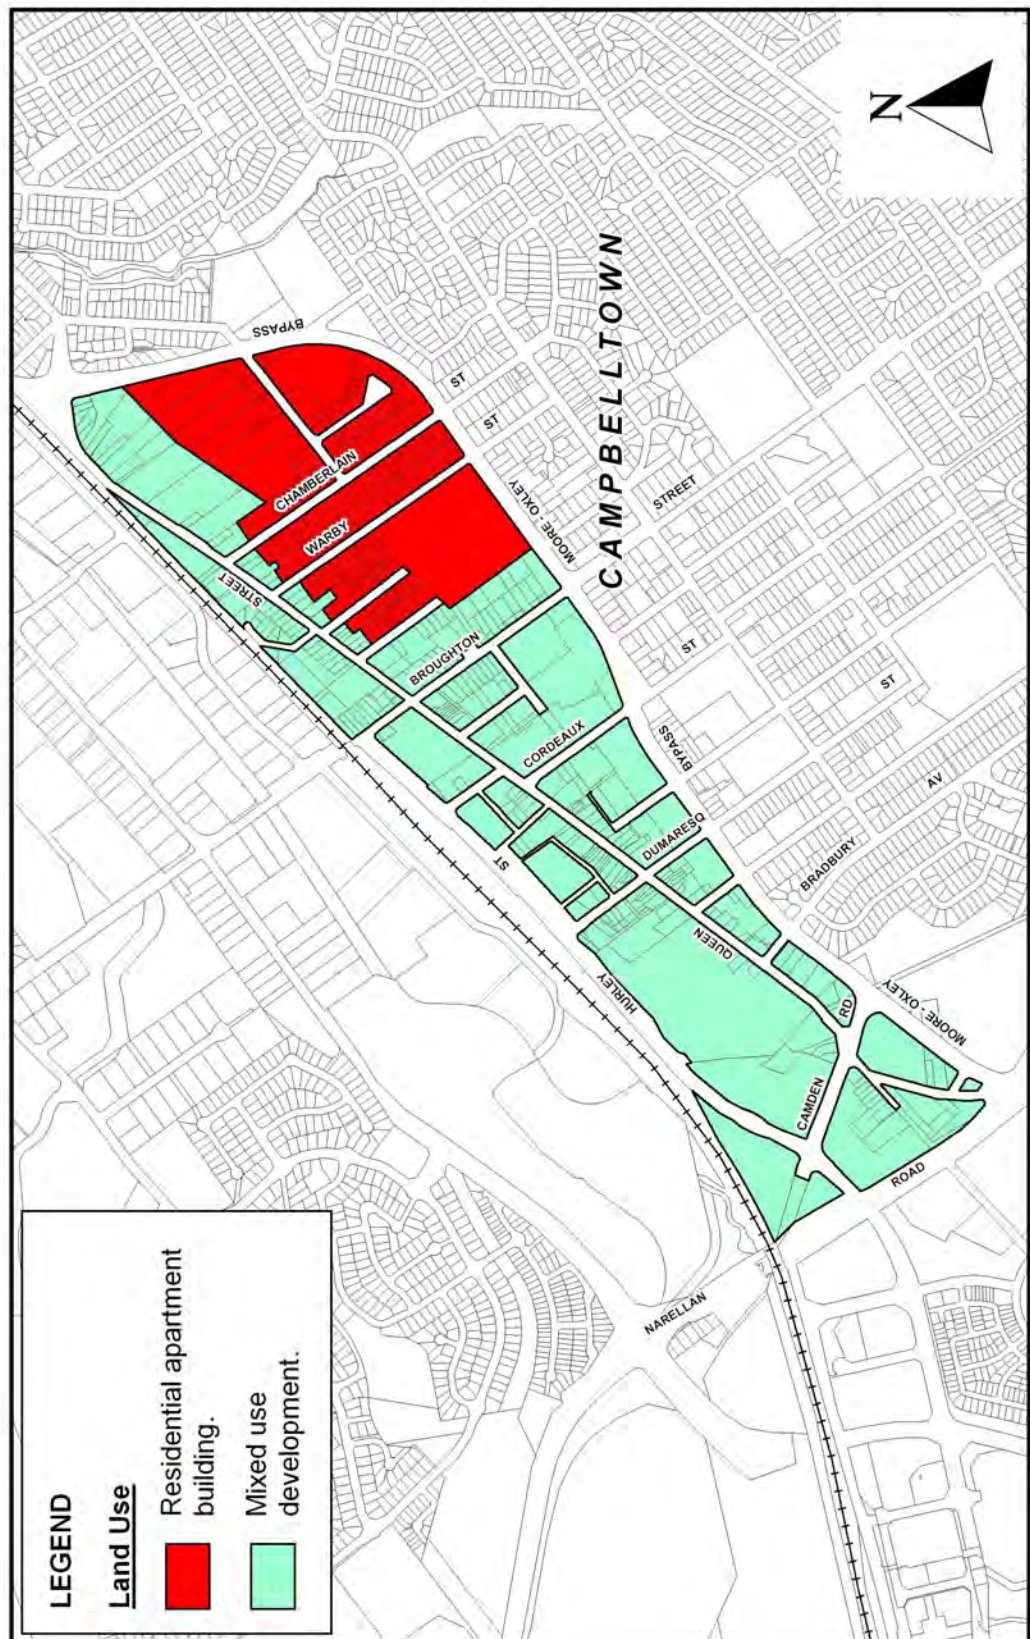 LEGEND
Land Use
Residential apartment
building.
Mixed use
development.
N
CAMPBELLTOWN
BYPASS
CHAMBERLAIN
ST
WARBY
ST
STREET
MOORE - OXLEY
STREET
BROUGHTON
ST
CORDEAUX
ST
BYPASS
DUMARESQ
ST
AV
BRADBURY
QUEEN
HURLEY
RD
MOORE - OXLEY
CAMDEN
ROAD
NARELLAN